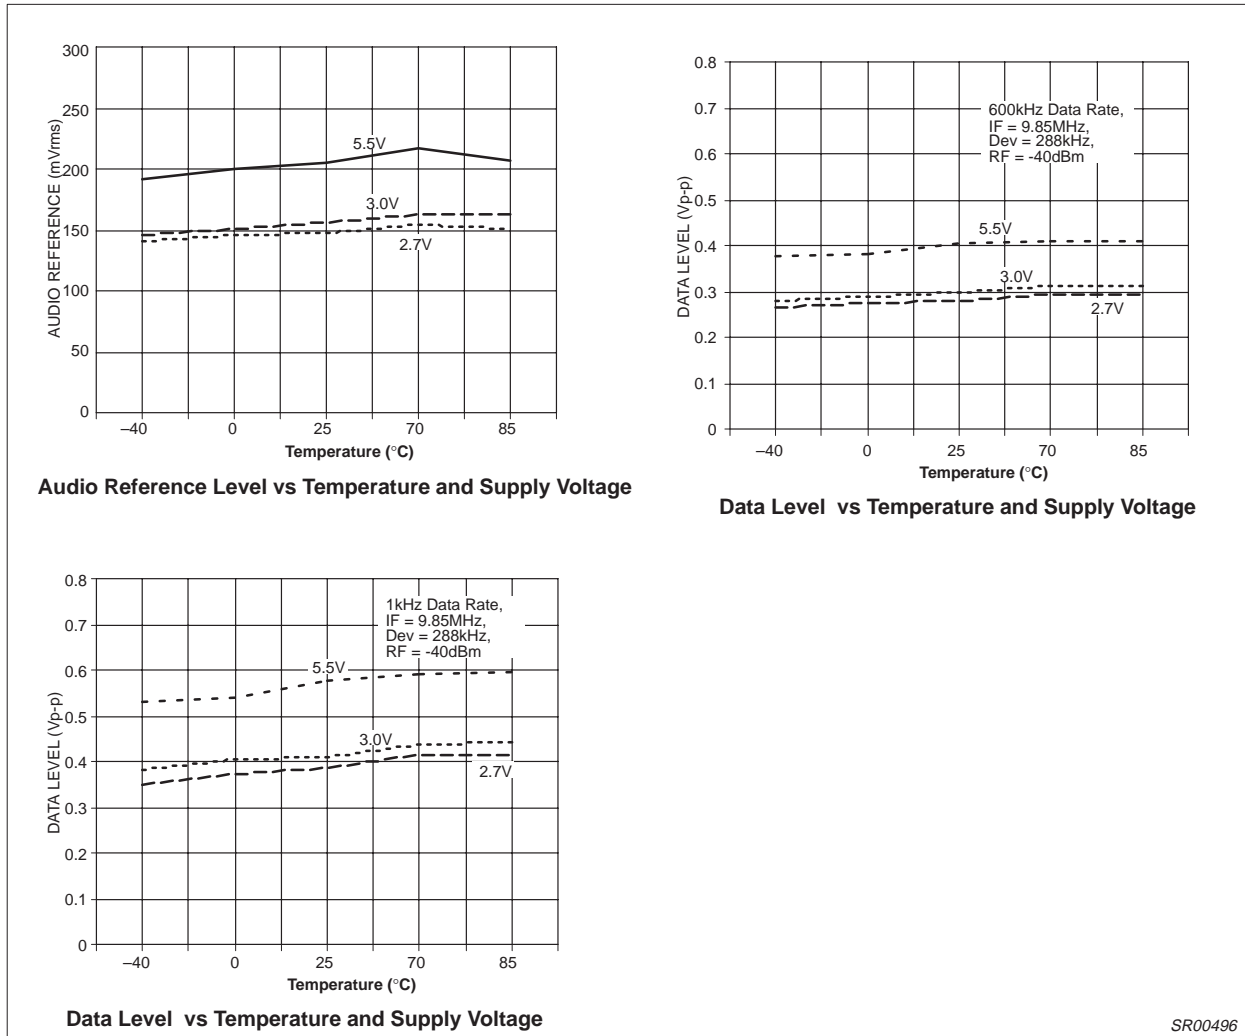 300
250
200
150
100
50
0
AUDIO REFERENCE (mVrms)
5.5V
3.0V
2.7V
–40 0 25 70 85
Temperature (°C)
Audio Reference Level vs Temperature and Supply Voltage
0.8
0.7
0.6
0.5
0.4
0.3
0.2
0.1
0
DATA LEVEL (Vp-p)
600kHz Data Rate,
IF = 9.85MHz,
Dev = 288kHz,
RF = -40dBm
5.5V
3.0V
2.7V
–40 0 25 70 85
Temperature (°C)
Data Level vs Temperature and Supply Voltage
0.8
0.7
0.6
0.5
0.4
0.3
0.2
0.1
0
DATA LEVEL (Vp-p)
1kHz Data Rate,
IF = 9.85MHz,
Dev = 288kHz,
RF = -40dBm
5.5V
3.0V
2.7V
–40 0 25 70 85
Temperature (°C)
Data Level vs Temperature and Supply Voltage
SR00496